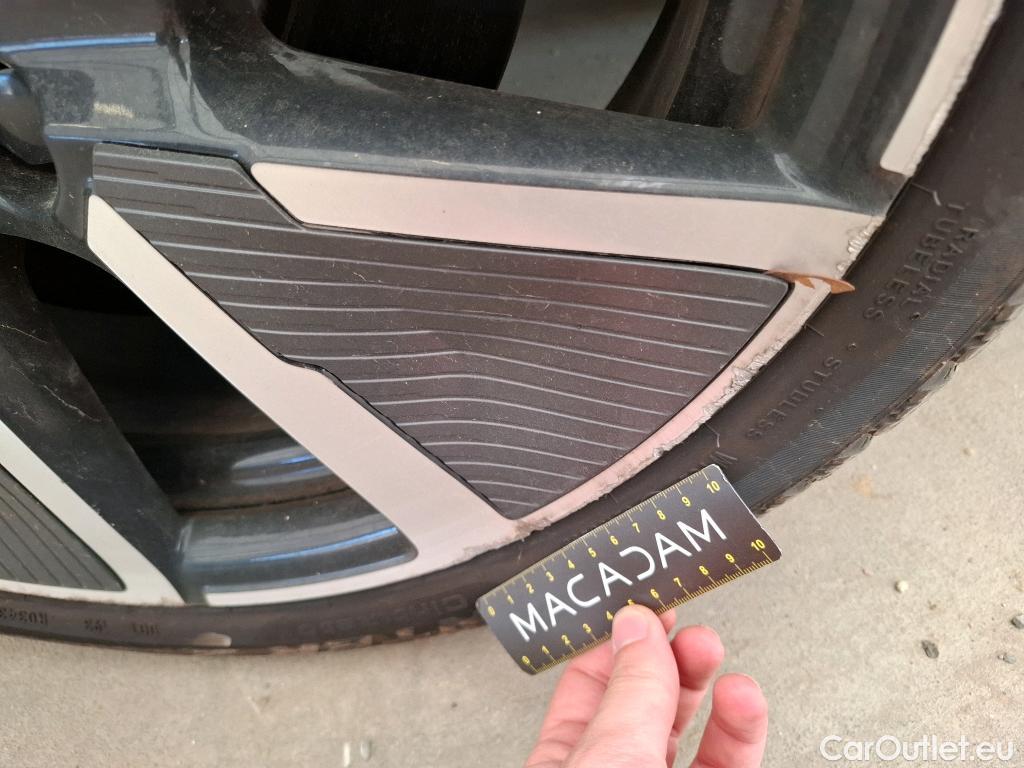 RADIAL
TUBELESS
STUDLESS
0 1 2 3 4 5 6 7 8 9 10
MACADAM
0 1 2 3 4 5 6 7 8 9 10
CarOutlet.eu